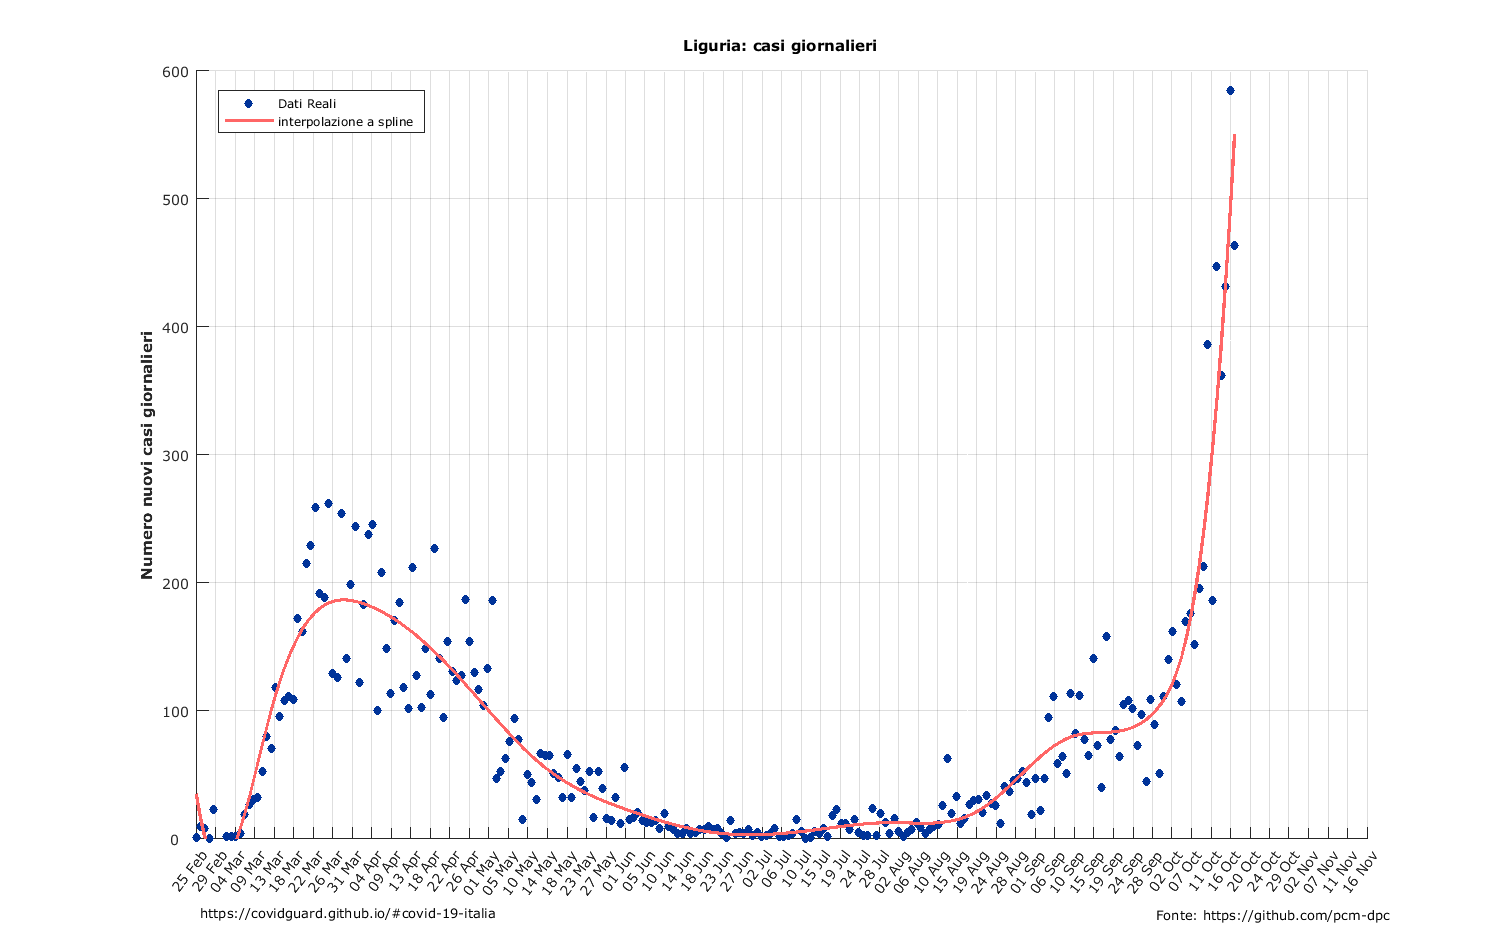 Liguria: casi giornalieri
Dati Reali
interpolazione a spline
Numero nuovi casi giornalieri
600
500
400
300
200
100
0
25 Feb
29 Feb
04 Mar
09 Mar
13 Mar
18 Mar
22 Mar
26 Mar
31 Mar
04 Apr
09 Apr
13 Apr
18 Apr
22 Apr
26 Apr
01 May
05 May
10 May
14 May
18 May
23 May
27 May
01 Jun
05 Jun
10 Jun
14 Jun
18 Jun
23 Jun
27 Jun
02 Jul
06 Jul
10 Jul
15 Jul
19 Jul
24 Jul
28 Jul
02 Aug
06 Aug
10 Aug
15 Aug
19 Aug
24 Aug
28 Aug
01 Sep
06 Sep
10 Sep
15 Sep
19 Sep
24 Sep
28 Sep
02 Oct
07 Oct
11 Oct
16 Oct
20 Oct
24 Oct
29 Oct
02 Nov
07 Nov
11 Nov
16 Nov
https://covidguard.github.io/#covid-19-italia
Fonte: https://github.com/pcm-dpc